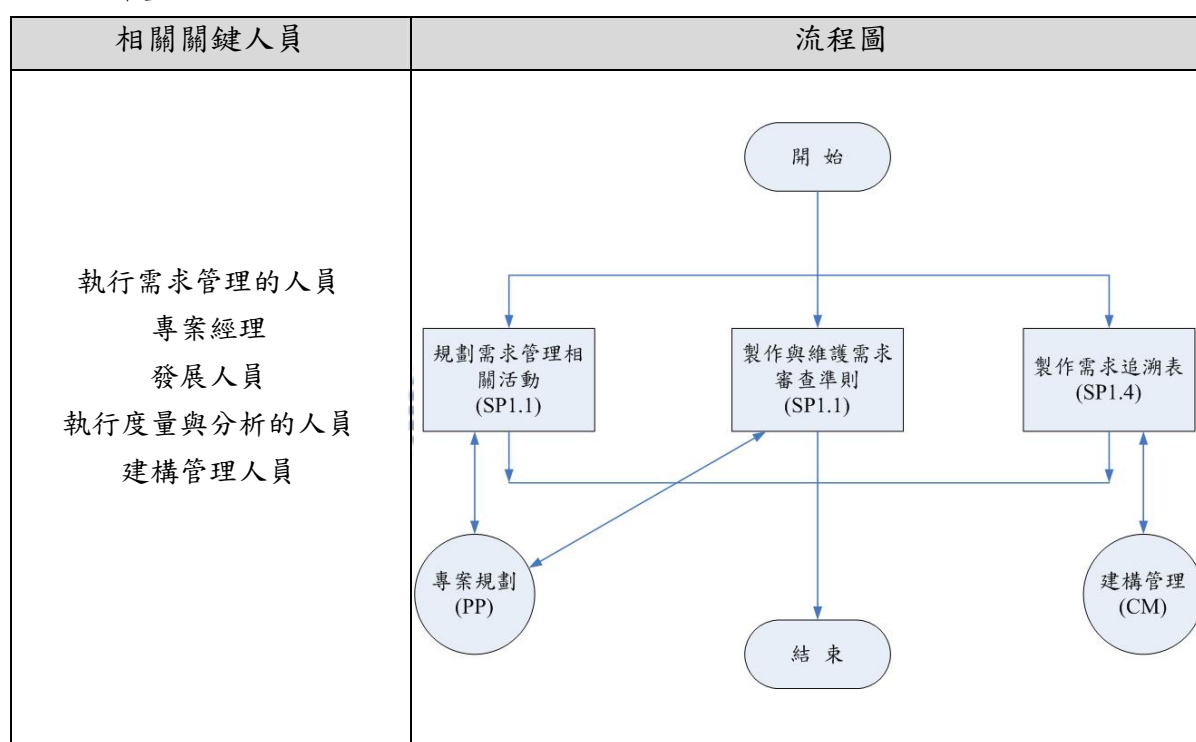 相關關鍵人員
流程圖
執行需求管理的人員
專案經理
發展人員
執行度量與分析的人員
建構管理人員
開 始
規劃需求管理相
關活動
(SP1.1)
製作與維護需求
審查準則
(SP1.1)
製作需求追溯表
(SP1.4)
專案規劃
(PP)
建構管理
(CM)
結 束